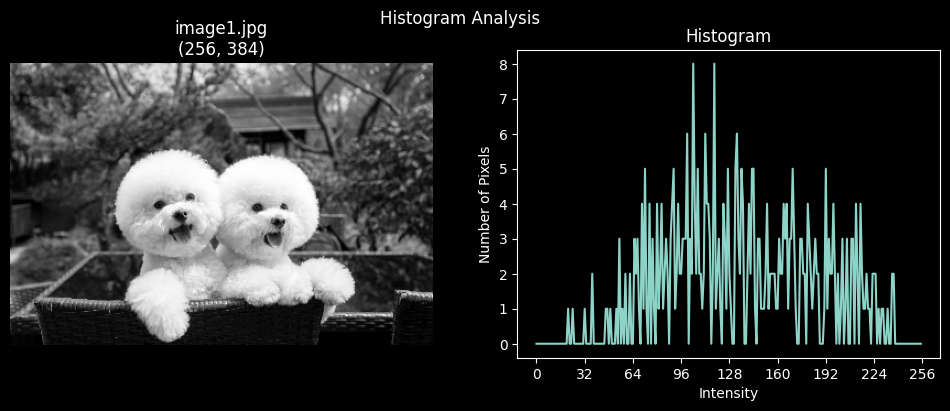 Histogram Analysis
image1.jpg
(256, 384)
Histogram
Number of Pixels
8
7
6
5
4
3
2
1
0
0 32 64 96 128 160 192 224 256
Intensity